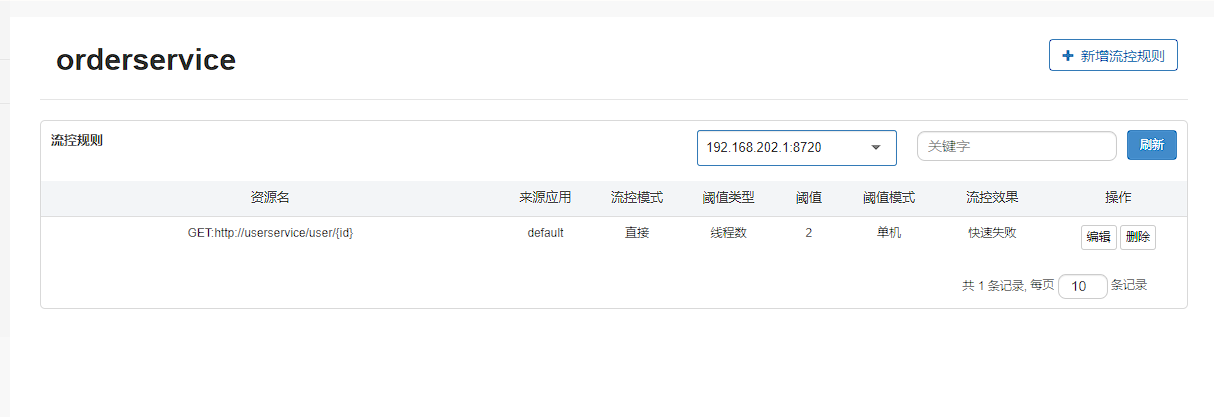 orderservice
新增流控规则
流控规则
192.168.202.1:8720
关键字
刷新
资源名 来源应用 流控模式 阈值类型 阈值 阈值模式 流控效果 操作
GET:http://userservice/user/{id} default 直接 线程数 2 单机 快速失败 编辑 删除
共 1 条记录, 每页 10 条记录